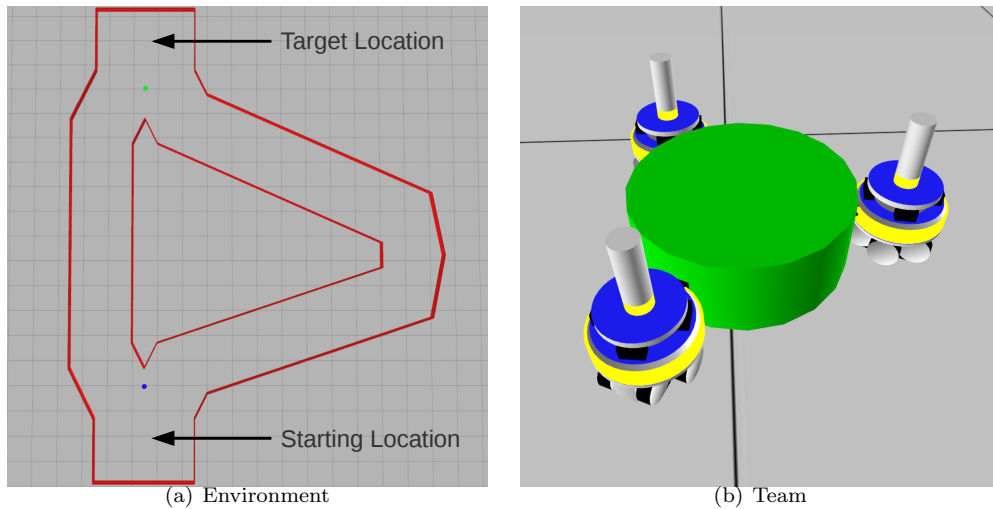 Target Location
Starting Location
(a) Environment
(b) Team